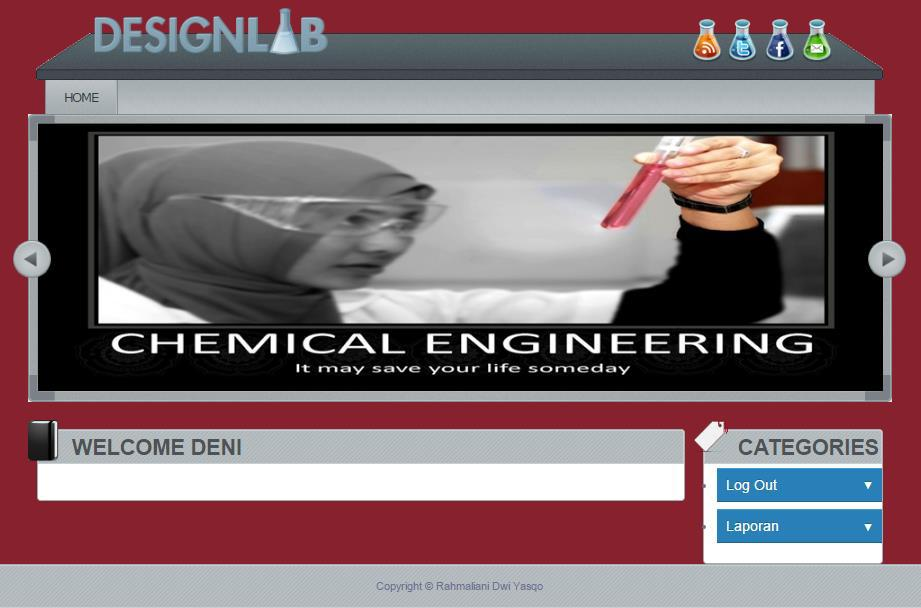 DESIGNLAB
HOME
CHEMICAL ENGINEERING
It may save your life someday
WELCOME DENI
CATEGORIES
Log Out
Laporan
Copyright © Rahmaliani Dwi Yasqo